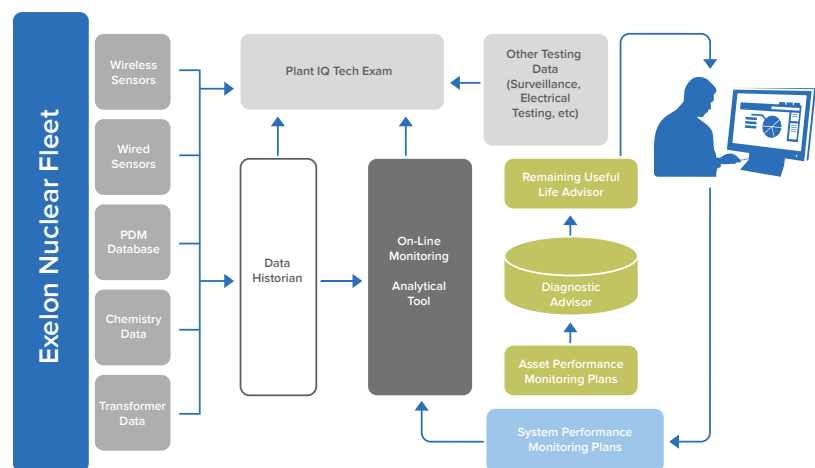 Exelon Nuclear Fleet
Wireless
Sensors
Wired
Sensors
PDM
Database
Chemistry
Data
Transformer
Data
Plant IQ Tech Exam
Data
Historian
On-Line
Monitoring
Analytical
Tool
Other Testing
Data
(Surveillance,
Electrical
Testing, etc)
Remaining Useful
Life Advisor
Diagnostic
Advisor
Asset Performance
Monitoring Plans
System Performance
Monitoring Plans